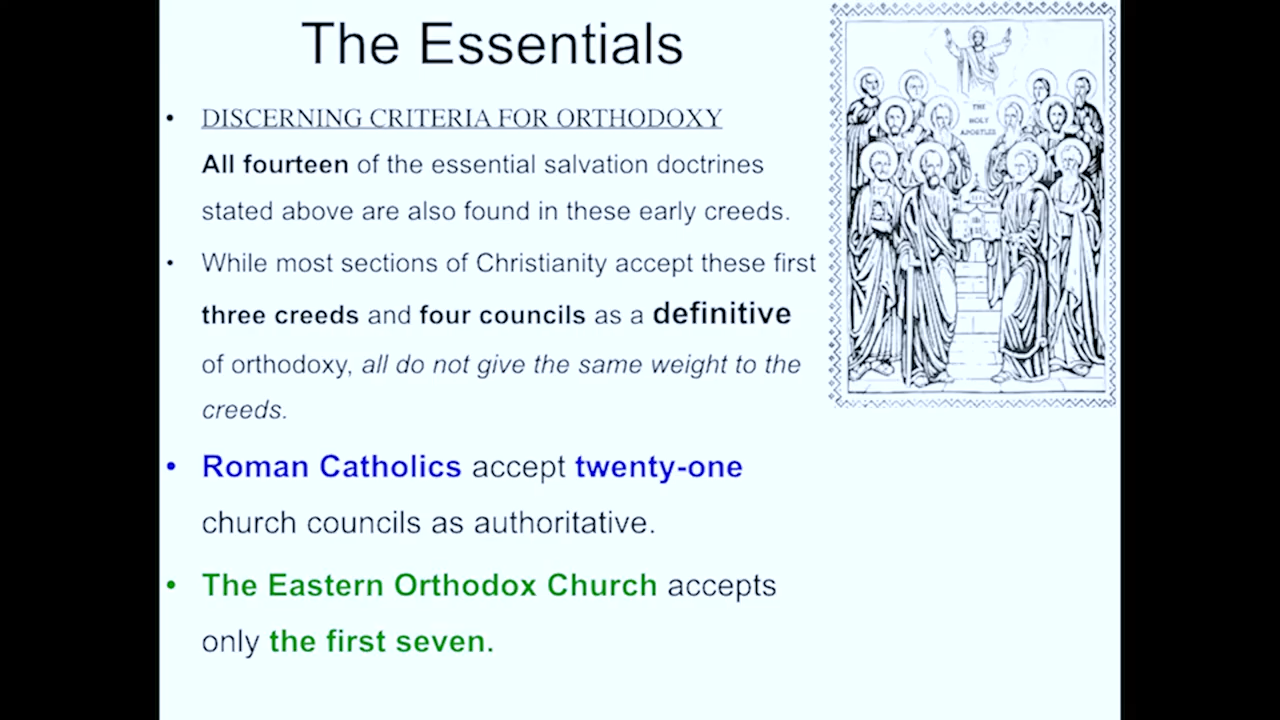 The Essentials
• DISCERNING CRITERIA FOR ORTHODOXY
All fourteen of the essential salvation doctrines
stated above are also found in these early creeds.
• While most sections of Christianity accept these first
three creeds and four councils as a definitive
of orthodoxy, all do not give the same weight to the
creeds.
• Roman Catholics accept twenty-one
church councils as authoritative.
• The Eastern Orthodox Church accepts
only the first seven.
THE
HOLY
APOSTLES